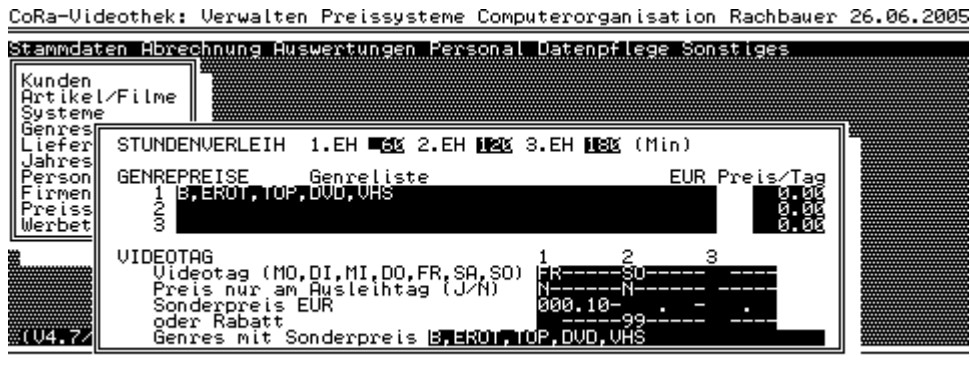 CoRa-Videothek: Verwalten Preissysteme Computerorganisation Rachbauer 26.06.2005
Stammdaten Abrechnung Auswertungen Personal Datenpflege Sonstiges
Kunden
Artikel/Filme
Systeme
Genres
Liefer
Jahres
Person
Firmen
Preiss
Werbet
STUNDENVERLEIH 1.EH 60 2.EH 120 3.EH 180 (Min)
GENREPREISE Genreliste EUR Preis/Tag
1 B,EROT,TOP,DVD,VHS 0.00
2 0.00
3 0.00
VIDEOTAG 1 2 3
Videotag (MO,DI,MI,DO,FR,SA,SO) FR------SO------ ----
Preis nur am Ausleihtag (J/N) N------N------ ----
Sonderpreis EUR 000.10- . - .
oder Rabatt ------99---- ----
Genres mit Sonderpreis B,EROT,TOP,DVD,VHS
(V4.7/